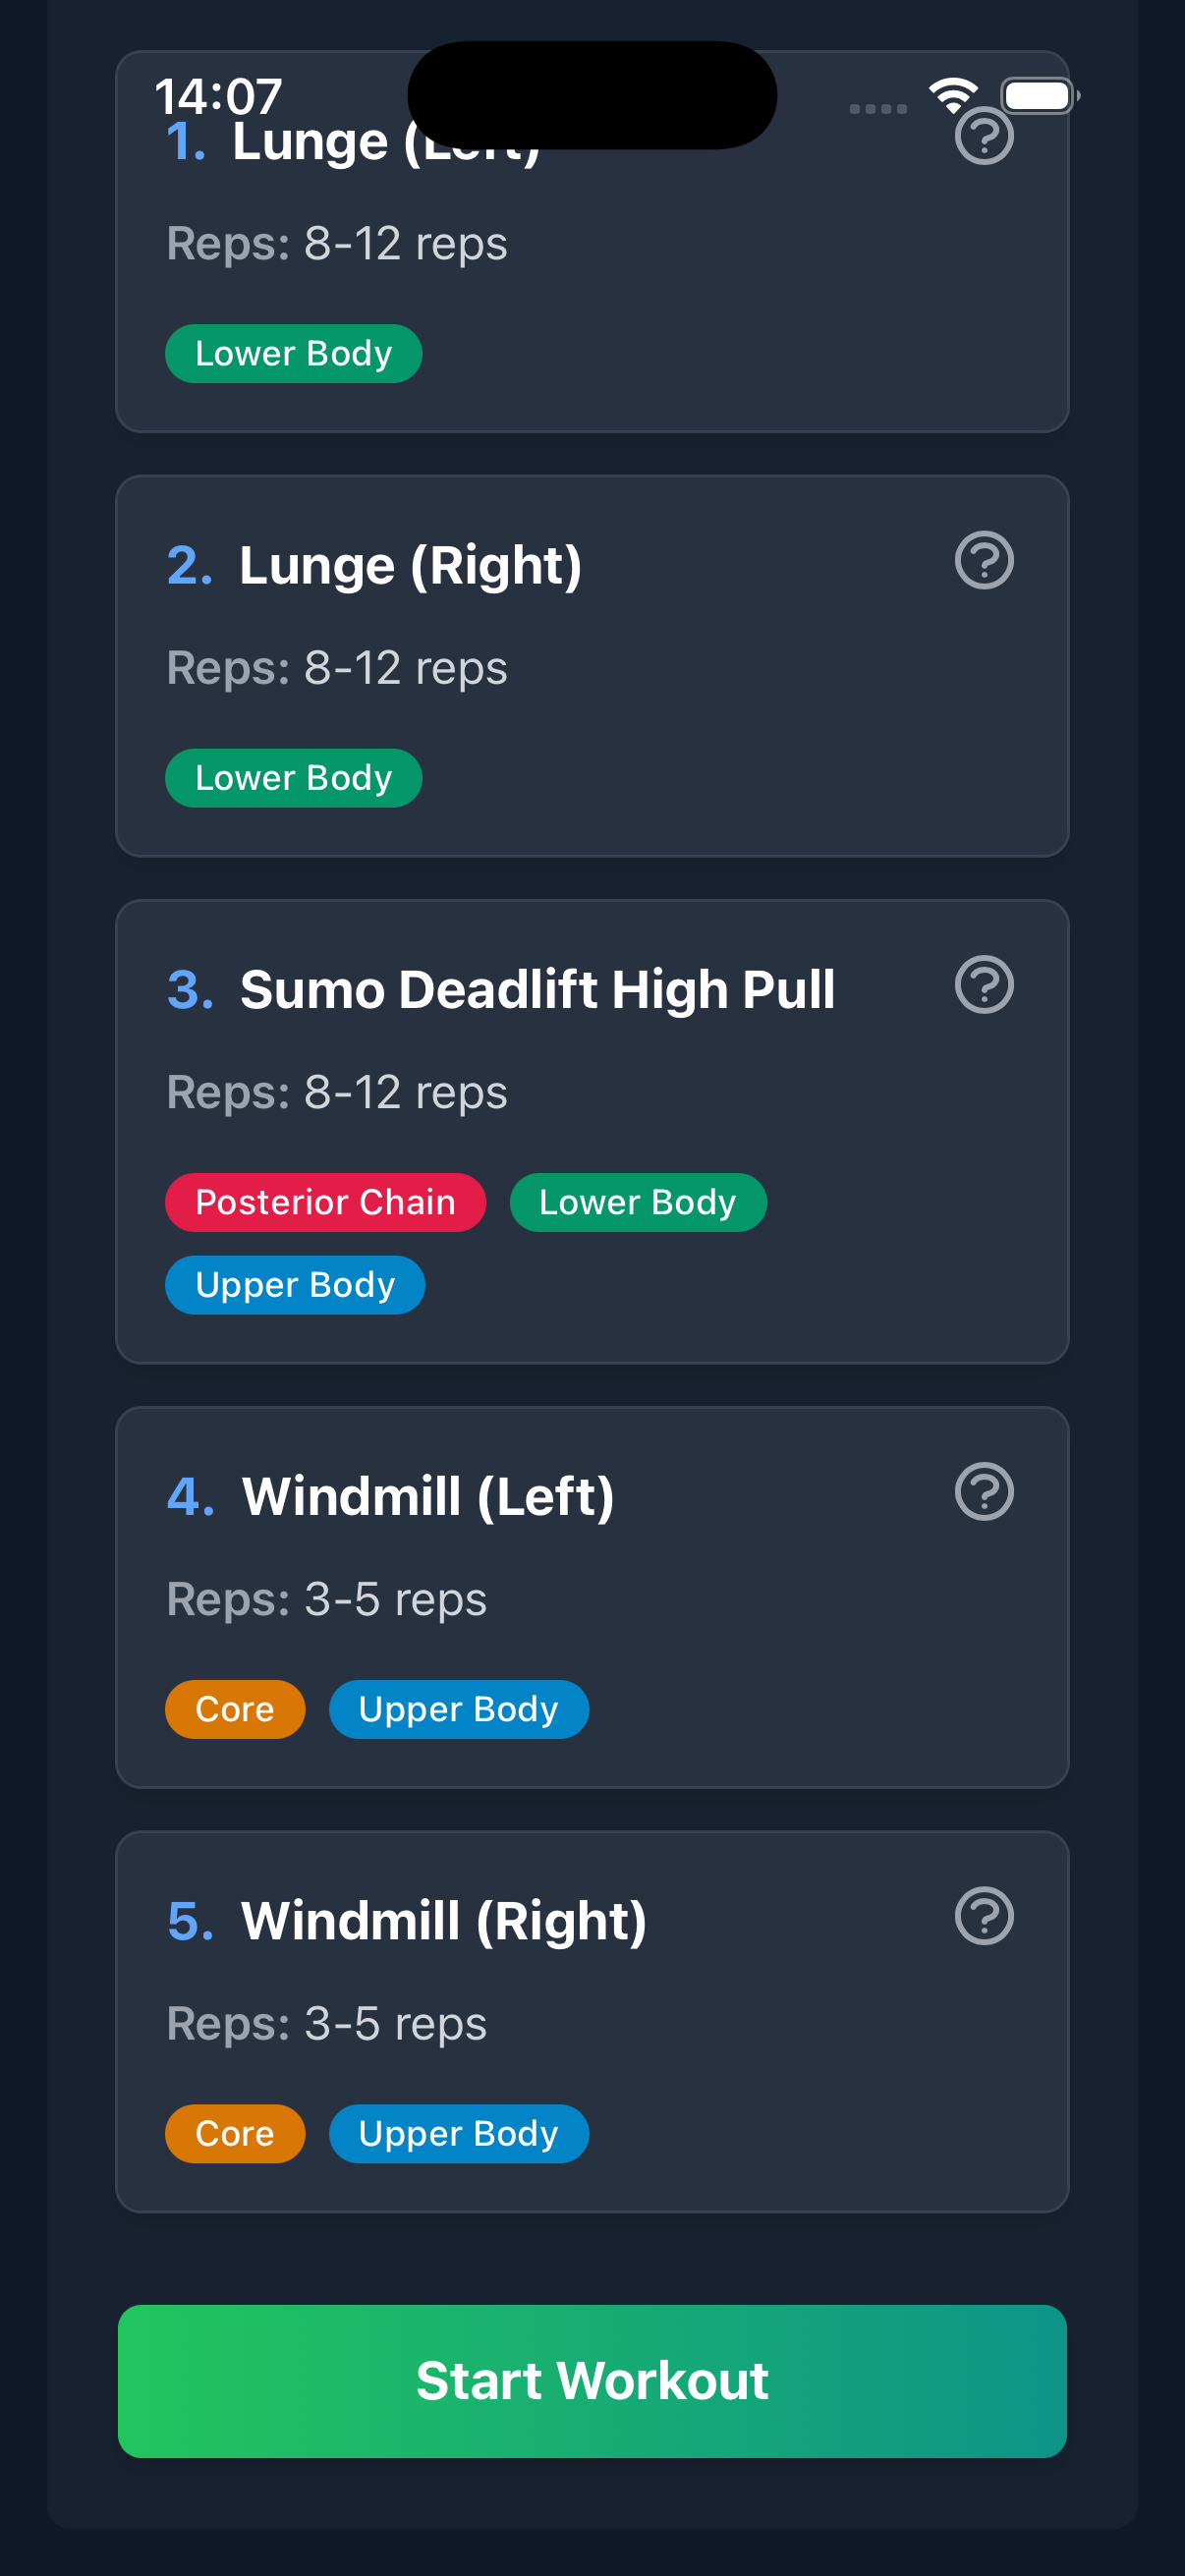 14:07
1. Lunge (Left)
Reps: 8-12 reps
Lower Body
2. Lunge (Right)
Reps: 8-12 reps
Lower Body
3. Sumo Deadlift High Pull
Reps: 8-12 reps
Posterior Chain Lower Body
Upper Body
4. Windmill (Left)
Reps: 3-5 reps
Core Upper Body
5. Windmill (Right)
Reps: 3-5 reps
Core Upper Body
Start Workout